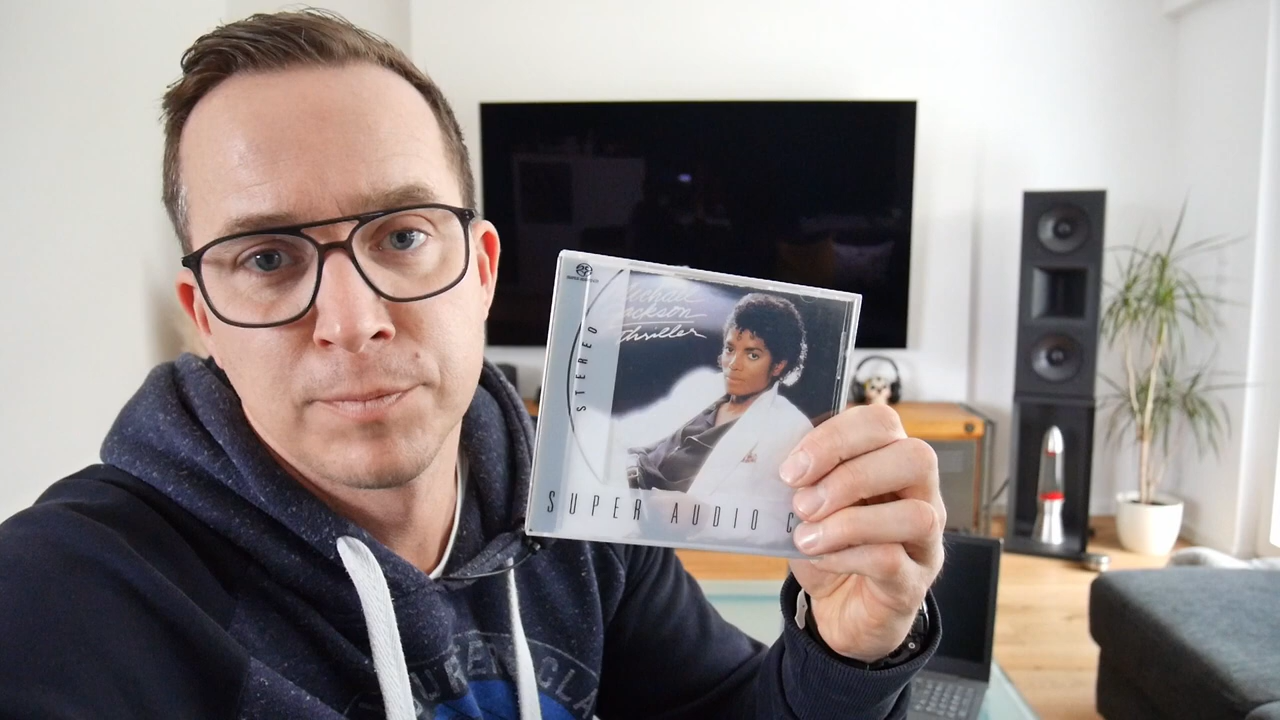 Michael
Jackson
Thriller
STEREO
SUPER AUDIO C